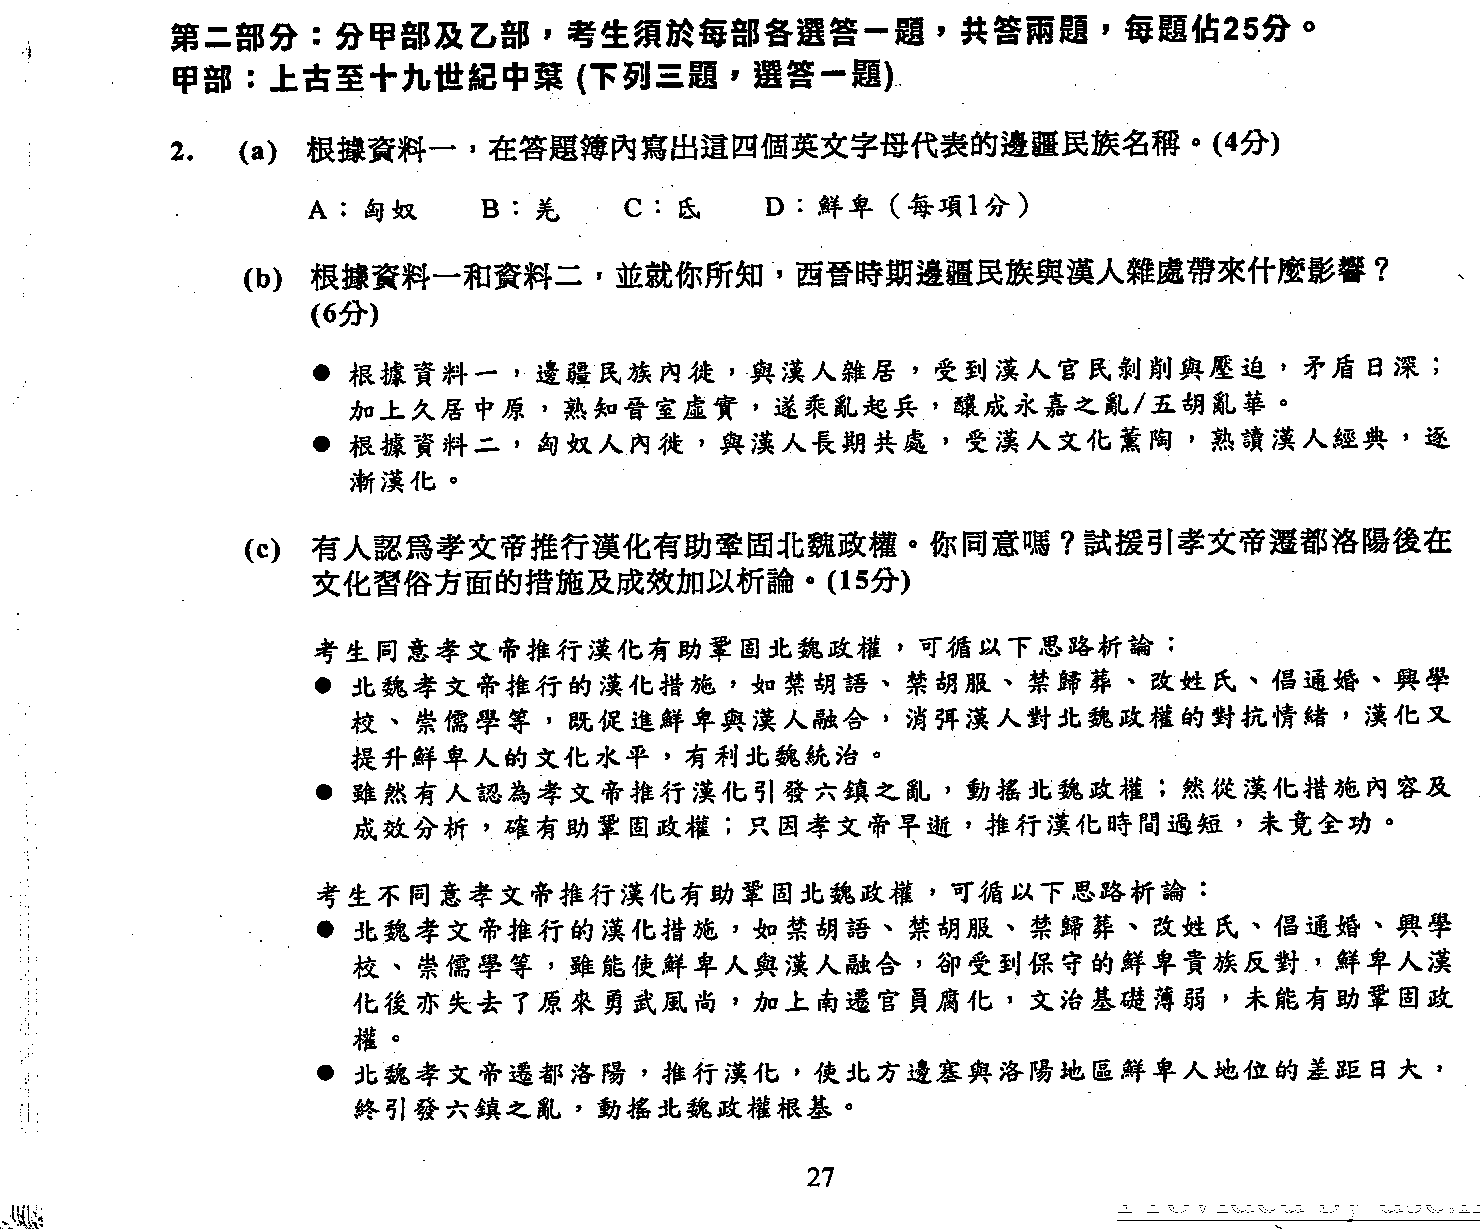 第二部分：分甲部及乙部，考生須於每部各選答一題，共答兩題，每題佔25分。
甲部：上古至十九世紀中葉 (下列三題，選答一題)
2. (a) 根據資料一，在答題簿內寫出這四個英文字母代表的邊疆民族名稱。(4分)
A：匈奴 B：羌 C：氐 D：鮮卑（每項1分）
(b) 根據資料一和資料二，並就你所知，西晉時期邊疆民族與漢人雜處帶來什麼影響？
(6分)
● 根據資料一，邊疆民族內徙，與漢人雜居，受到漢人官民剝削與壓迫，矛盾日深；
加上久居中原，熟知晉室虛實，遂乘亂起兵，釀成永嘉之亂/五胡亂華。
● 根據資料二，匈奴人內徙，與漢人長期共處，受漢人文化薰陶，熟讀漢人經典，逐
漸漢化。
(c) 有人認為孝文帝推行漢化有助鞏固北魏政權。你同意嗎？試援引孝文帝遷都洛陽後在
文化習俗方面的措施及成效加以析論。(15分)
考生同意孝文帝推行漢化有助鞏固北魏政權，可循以下思路析論：
● 北魏孝文帝推行的漢化措施，如禁胡語、禁胡服、禁歸葬、改姓氏、倡通婚、興學
校、崇儒學等，既促進鮮卑與漢人融合，消弭漢人對北魏政權的對抗情緒，漢化又
提升鮮卑人的文化水平，有利北魏統治。
● 雖然有人認為孝文帝推行漢化引發六鎮之亂，動搖北魏政權；然從漢化措施內容及
成效分析，確有助鞏固政權；只因孝文帝早逝，推行漢化時間過短，未竟全功。
考生不同意孝文帝推行漢化有助鞏固北魏政權，可循以下思路析論：
● 北魏孝文帝推行的漢化措施，如禁胡語、禁胡服、禁歸葬、改姓氏、倡通婚、興學
校、崇儒學等，雖能使鮮卑人與漢人融合，卻受到保守的鮮卑貴族反對，鮮卑人漢
化後亦失去了原來勇武風尚，加上南遷官員腐化，文治基礎薄弱，未能有助鞏固政
權。
● 北魏孝文帝遷都洛陽，推行漢化，使北方邊塞與洛陽地區鮮卑人地位的差距日大，
終引發六鎮之亂，動搖北魏政權根基。
27